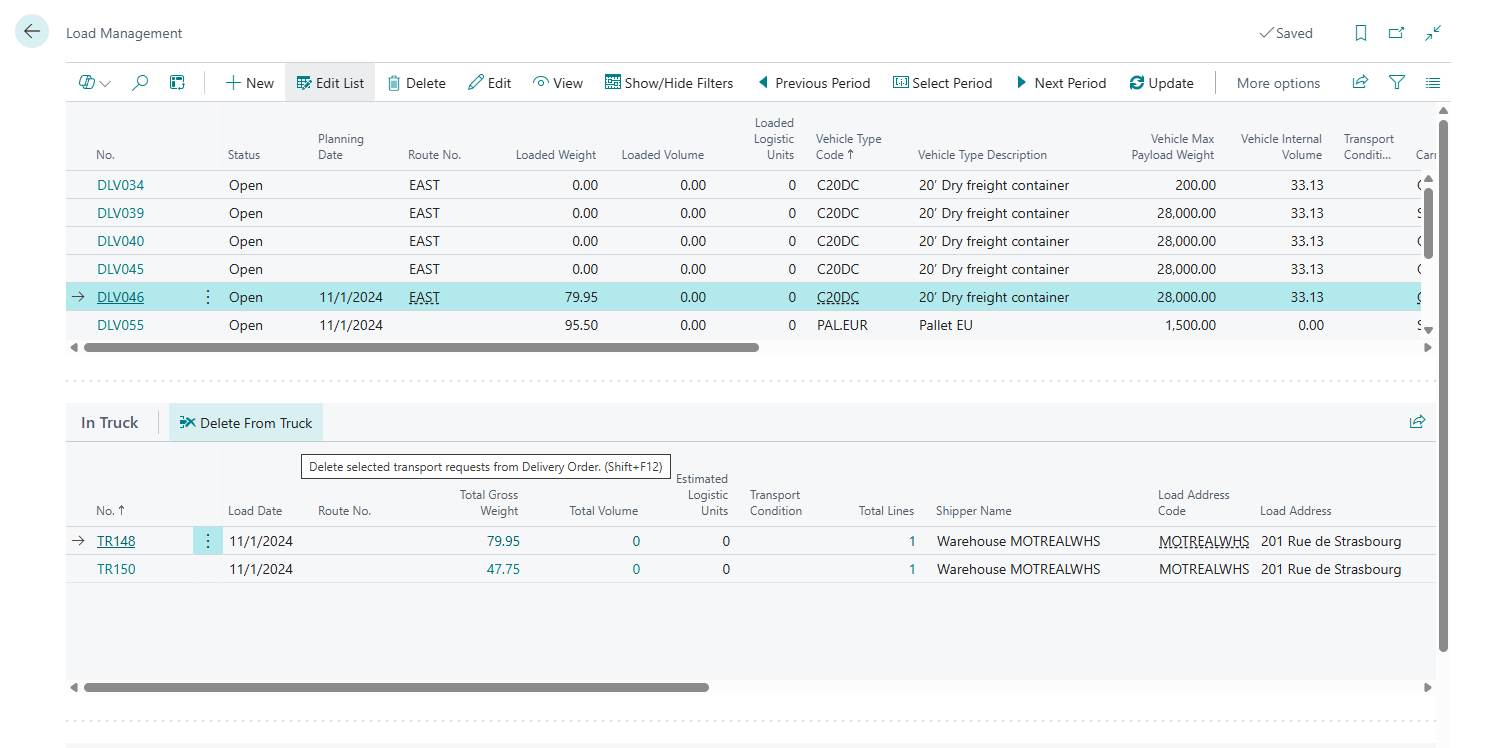 Load Management
Saved
New Edit List Delete Edit View Show/Hide Filters Previous Period Select Period Next Period Update More options
No. Status Planning Date Route No. Loaded Weight Loaded Volume Loaded Logistic Units Vehicle Type Code ↑ Vehicle Type Description Vehicle Max Payload Weight Vehicle Internal Volume Transport Conditi...
DLV034 Open EAST 0.00 0.00 0 C20DC 20′ Dry freight container 200.00 33.13
DLV039 Open EAST 0.00 0.00 0 C20DC 20′ Dry freight container 28,000.00 33.13
DLV040 Open EAST 0.00 0.00 0 C20DC 20′ Dry freight container 28,000.00 33.13
DLV045 Open EAST 0.00 0.00 0 C20DC 20′ Dry freight container 28,000.00 33.13
DLV046 Open 11/1/2024 EAST 79.95 0.00 0 C20DC 20′ Dry freight container 28,000.00 33.13
DLV055 Open 11/1/2024 95.50 0.00 0 PAL.EUR Pallet EU 1,500.00 0.00
In Truck Delete From Truck
Delete selected transport requests from Delivery Order. (Shift+F12)
No. ↑ Load Date Route No. Total Gross Weight Total Volume Estimated Logistic Units Transport Condition Total Lines Shipper Name Load Address Code Load Address
TR148 11/1/2024 79.95 0 0 1 Warehouse MOTREALWHS MOTREALWHS 201 Rue de Strasbourg
TR150 11/1/2024 47.75 0 0 1 Warehouse MOTREALWHS MOTREALWHS 201 Rue de Strasbourg